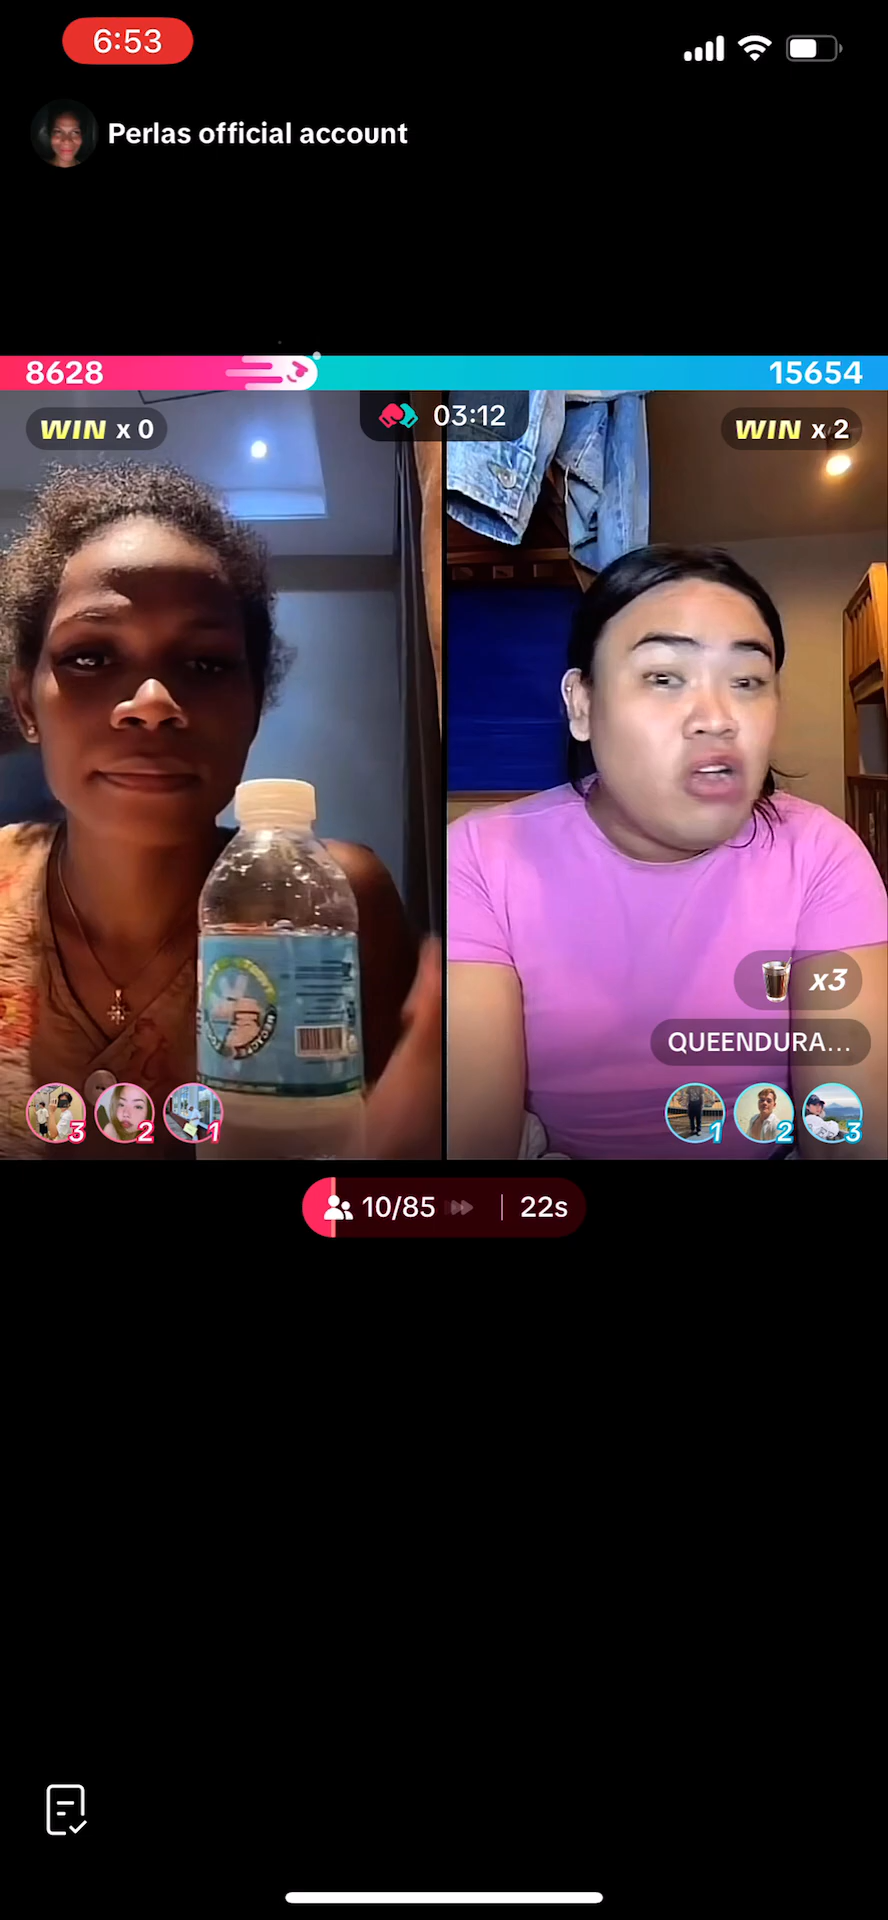 6:53
Perlas official account
8628
15654
WIN x 0
03:12
WIN x 2
x3
QUEENDURA...
3
2
1
1
2
3
10/85
22s